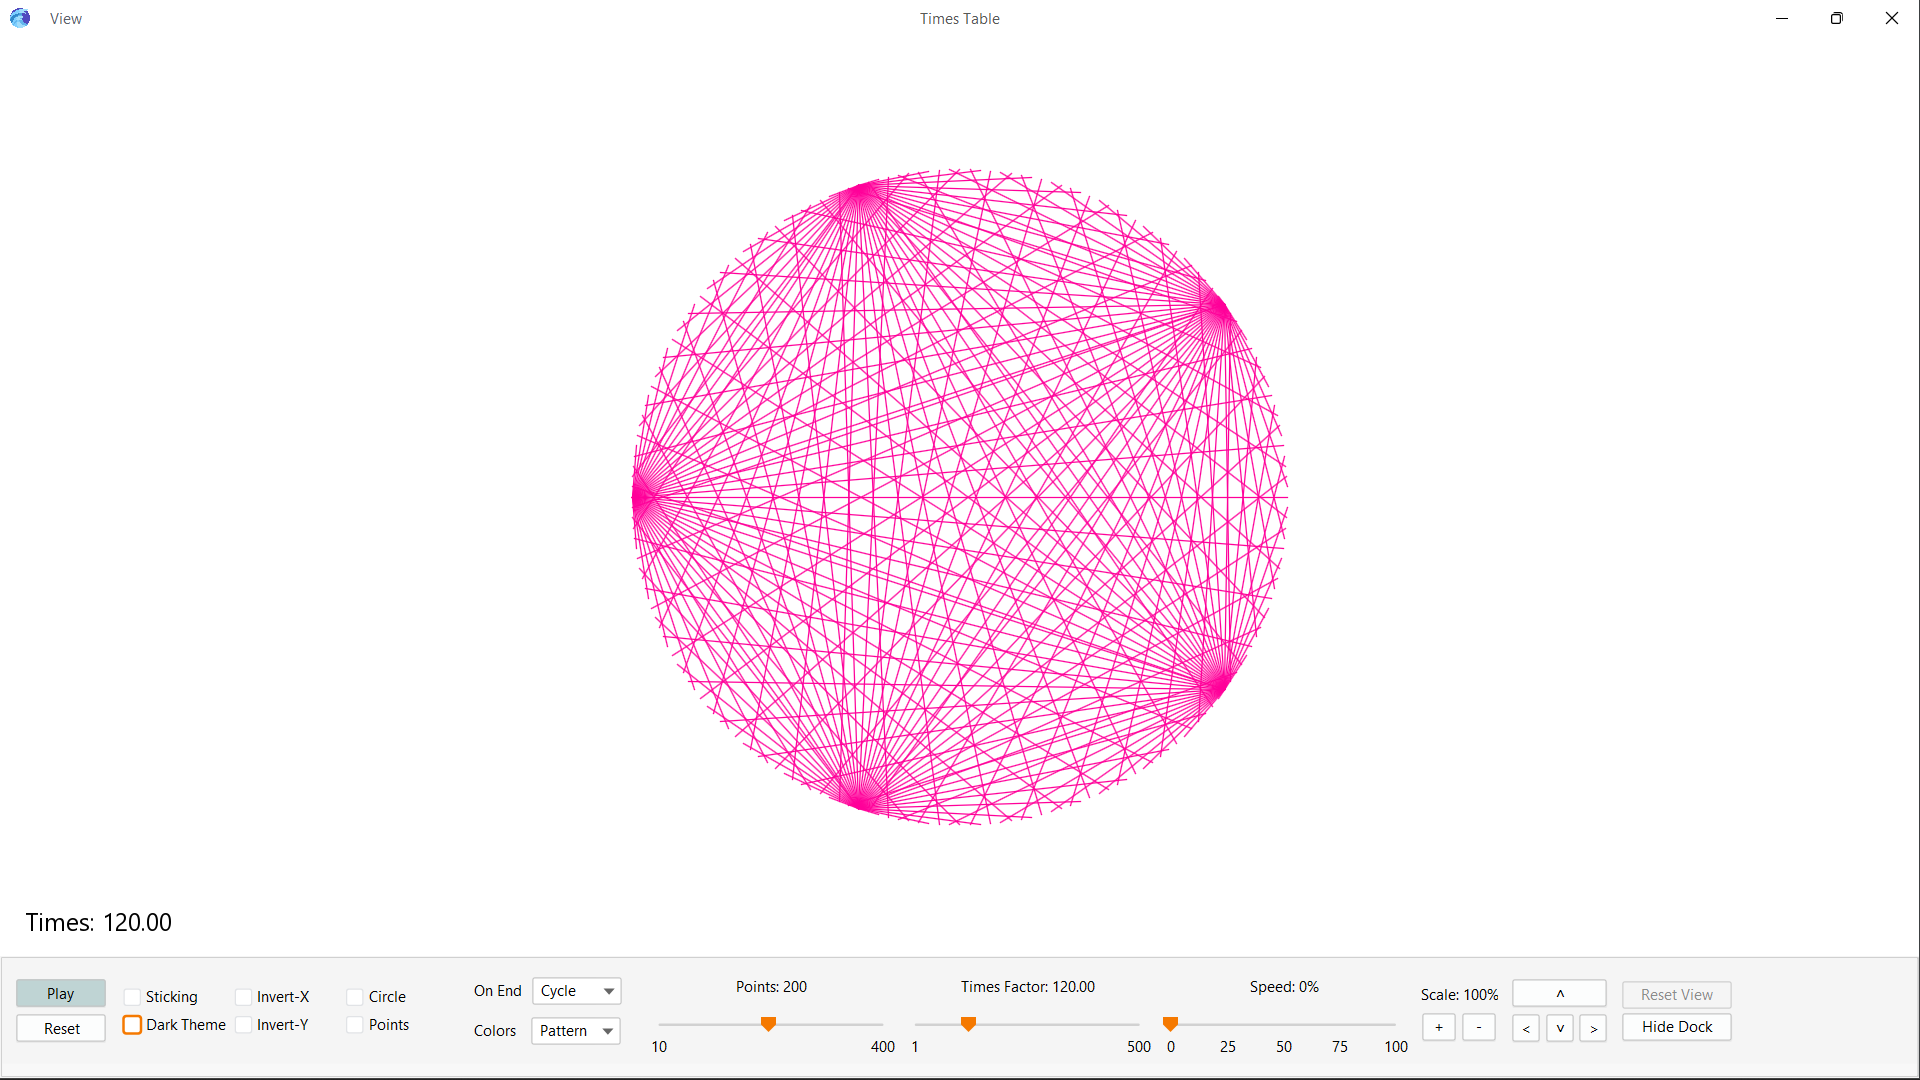 View
Times Table
Times: 120.00
Play
Reset
Sticking
Invert-X
Circle
Dark Theme
Invert-Y
Points
On End
Cycle
Colors
Pattern
Points: 200
10
400
Times Factor: 120.00
1
500
Speed: 0%
0
25
50
75
100
Scale: 100%
+
-
^
<
v
>
Reset View
Hide Dock